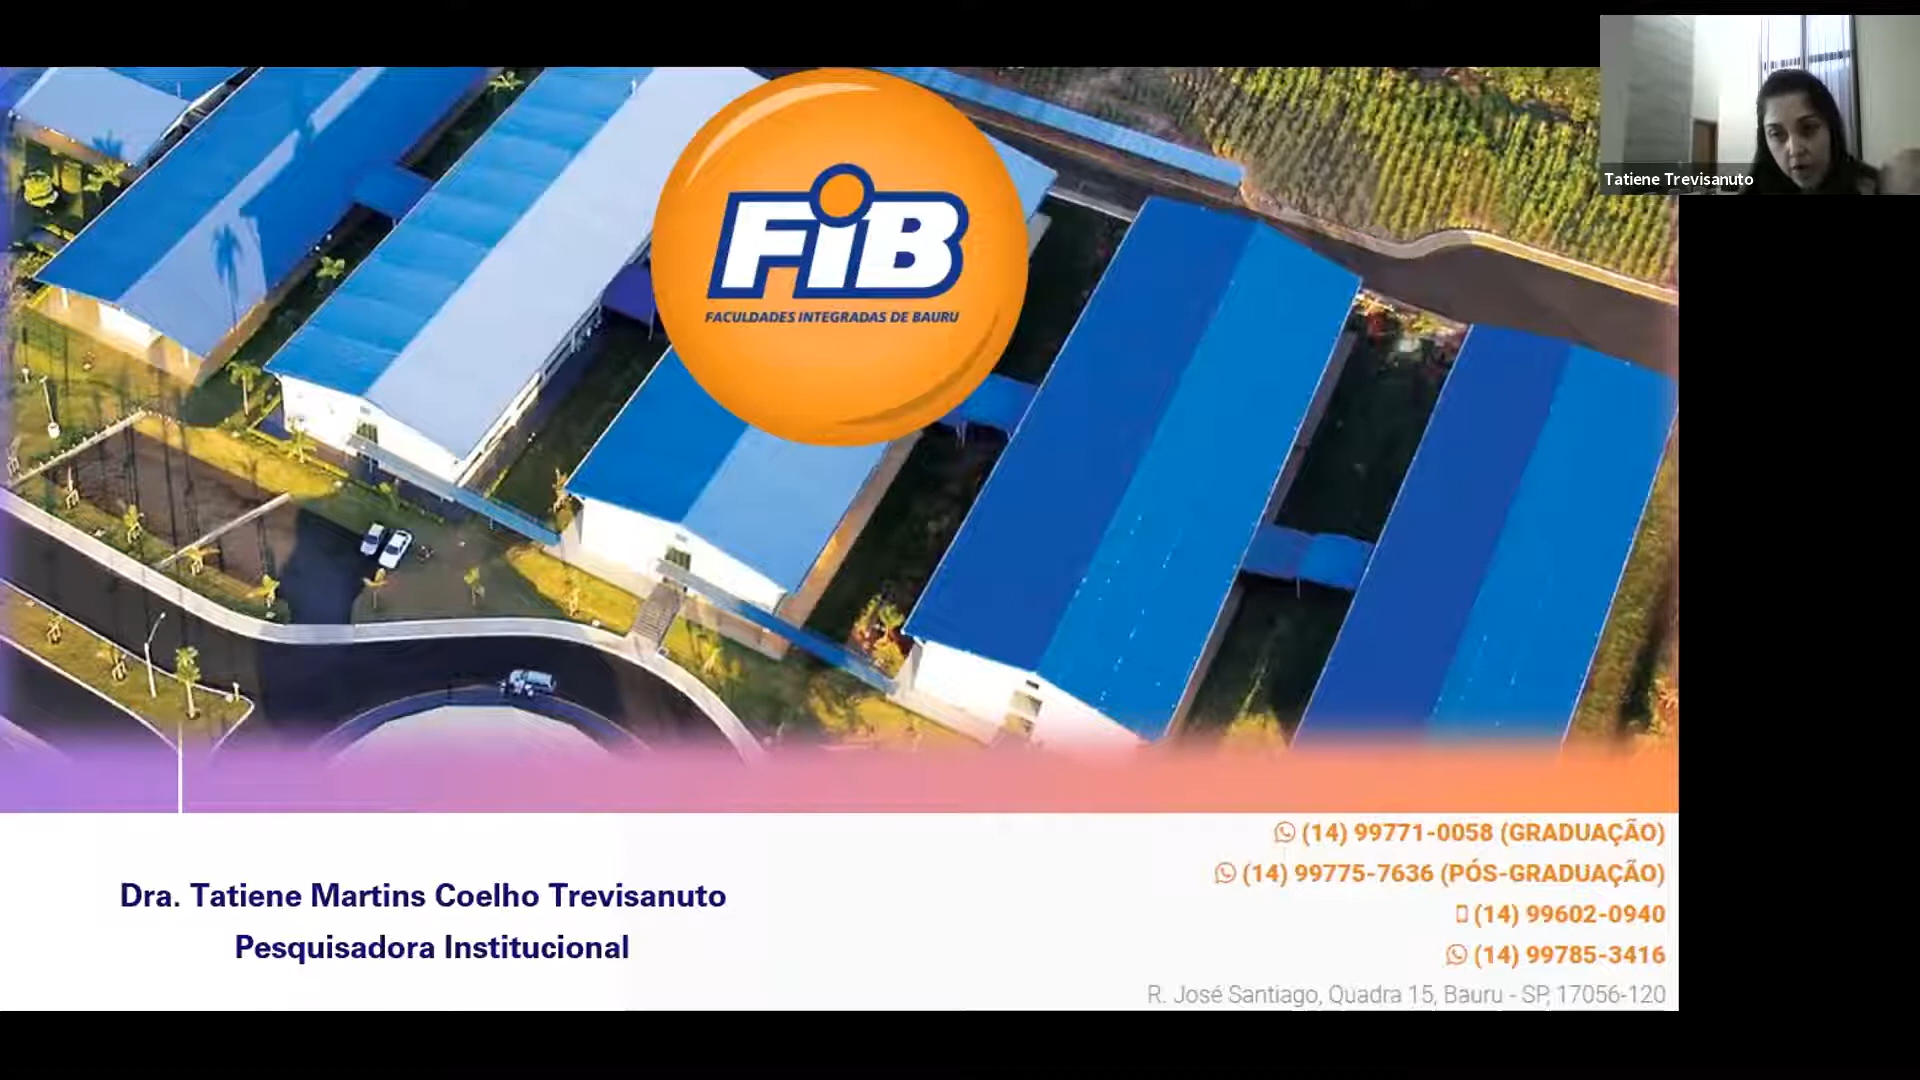 Tatiene Trevisanuto
FiB
FACULDADES INTEGRADAS DE BAURU
(14) 99771-0058 (GRADUAÇÃO)
(14) 99775-7636 (PÓS-GRADUAÇÃO)
(14) 99602-0940
(14) 99785-3416
R. José Santiago, Quadra 15, Bauru - SP, 17056-120
Dra. Tatiene Martins Coelho Trevisanuto
Pesquisadora Institucional